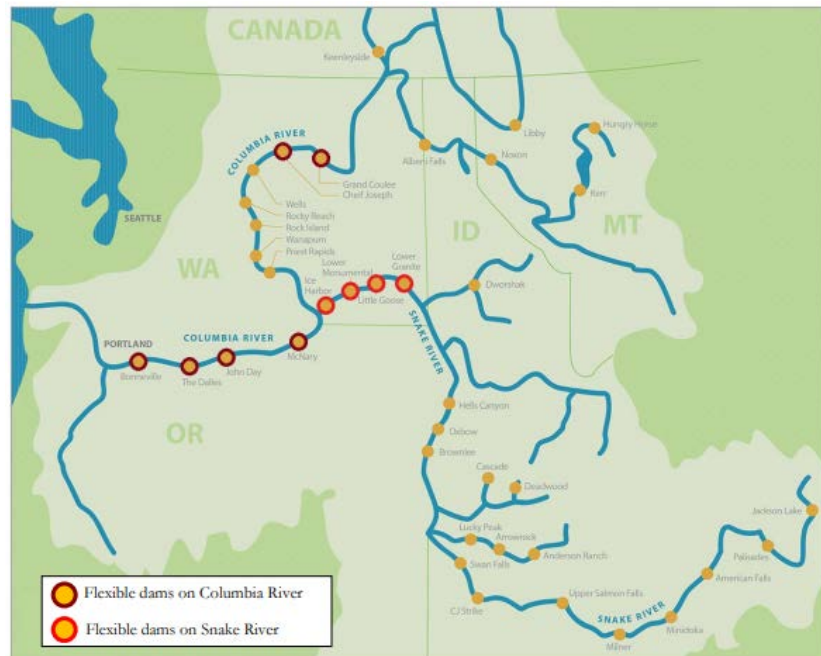 CANADA
Keenleyside
COLUMBIA RIVER
Libby
Hungry Horse
Albeni Falls
Noxon
Grand Coulee
Chief Joseph
Kerr
Wells
SEATTLE
Rocky Reach
Rock Island
ID
MT
Wanapum
Priest Rapids
WA
Lower
Monumental
Lower
Granite
Ice
Harbor
Little Goose
Dworshak
SNAKE RIVER
PORTLAND
COLUMBIA RIVER
McNary
Bonneville
The Dalles
John Day
Hells Canyon
OR
Oxbow
Brownlee
Cascade
Deadwood
Jackson Lake
Lucky Peak
Arrowrock
Anderson Ranch
Palisades
Swan Falls
American Falls
Upper Salmon Falls
CJ Strike
SNAKE RIVER
Minidoka
Milner
Flexible dams on Columbia River
Flexible dams on Snake River